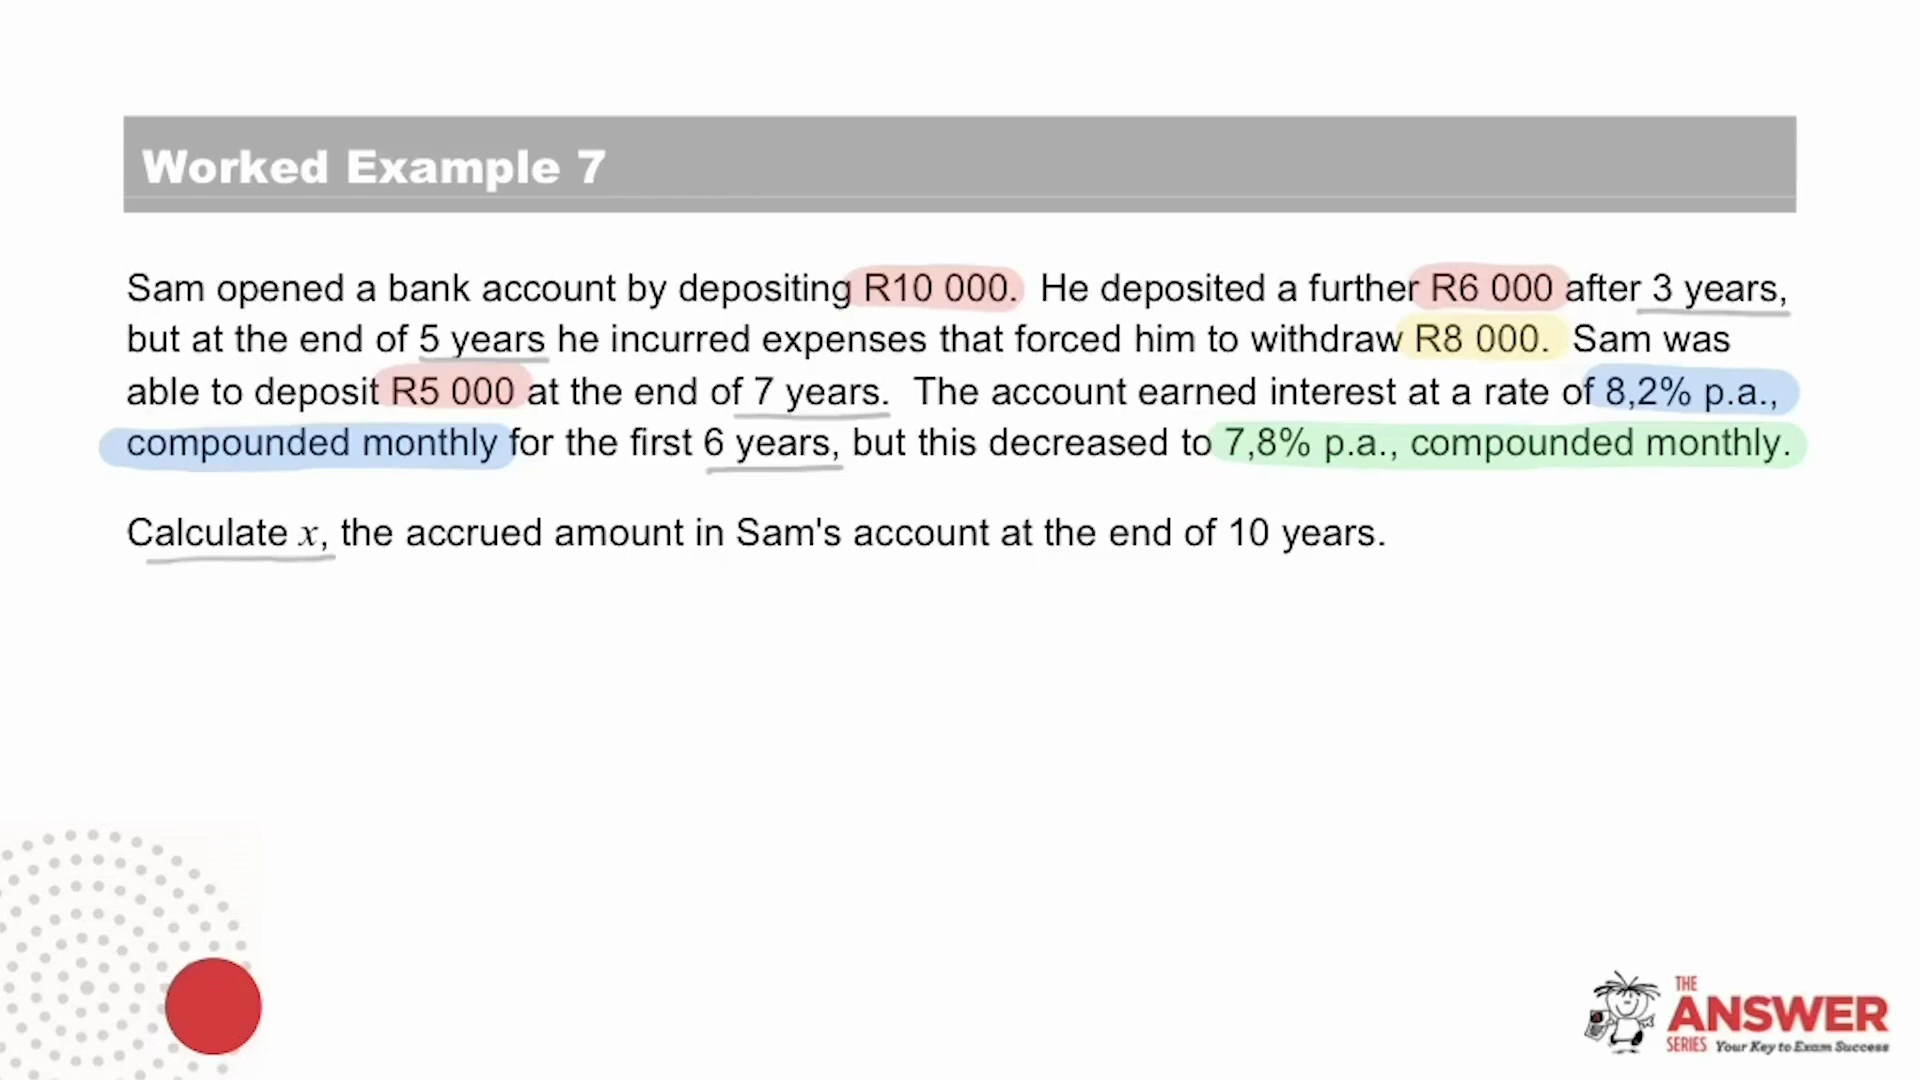 Worked Example 7
Sam opened a bank account by depositing R10 000. He deposited a further R6 000 after 3 years,
but at the end of 5 years he incurred expenses that forced him to withdraw R8 000. Sam was
able to deposit R5 000 at the end of 7 years. The account earned interest at a rate of 8,2% p.a.,
compounded monthly for the first 6 years, but this decreased to 7,8% p.a., compounded monthly.
Calculate x, the accrued amount in Sam's account at the end of 10 years.
THE
ANSWER
SERIES Your Key to Exam Success